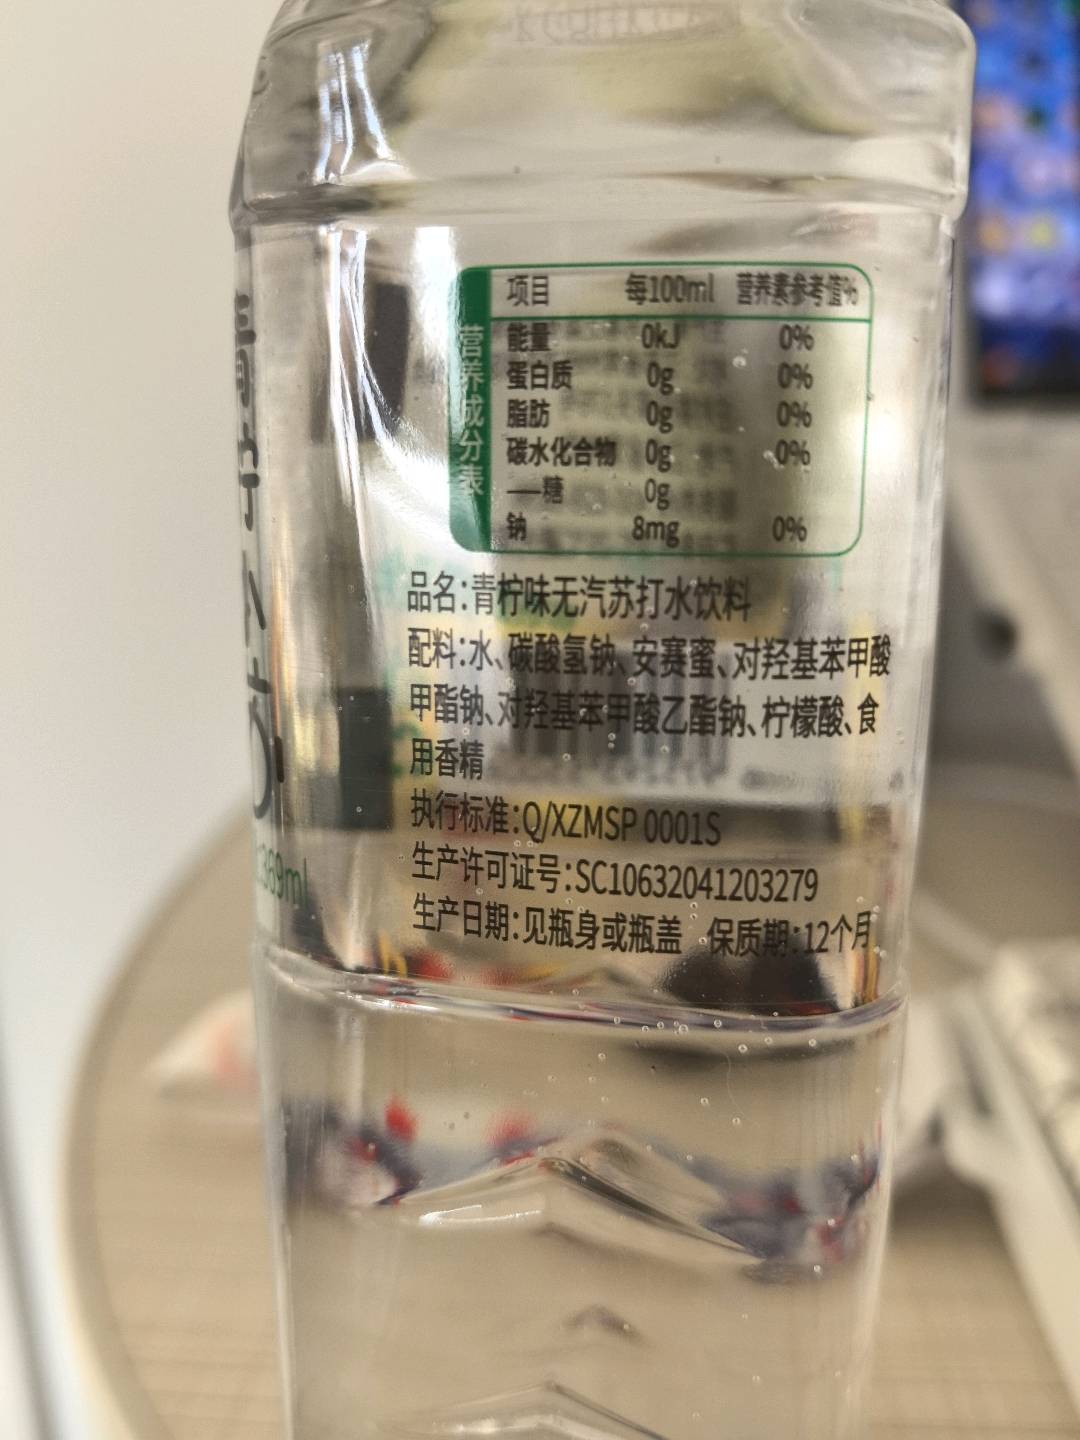 项目 每100ml 营养素参考值%
营养成分表
能量 0kJ 0%
蛋白质 0g 0%
脂肪 0g 0%
碳水化合物 0g 0%
—糖 0g
钠 8mg 0%
品名:青柠味无汽苏打水饮料
配料:水、碳酸氢钠、安赛蜜、对羟基苯甲酸
甲酯钠、对羟基苯甲酸乙酯钠、柠檬酸、食
用香精
执行标准:Q/XZMSP 0001S
生产许可证号:SC10632041203279
生产日期:见瓶身或瓶盖 保质期:12个月
369ml